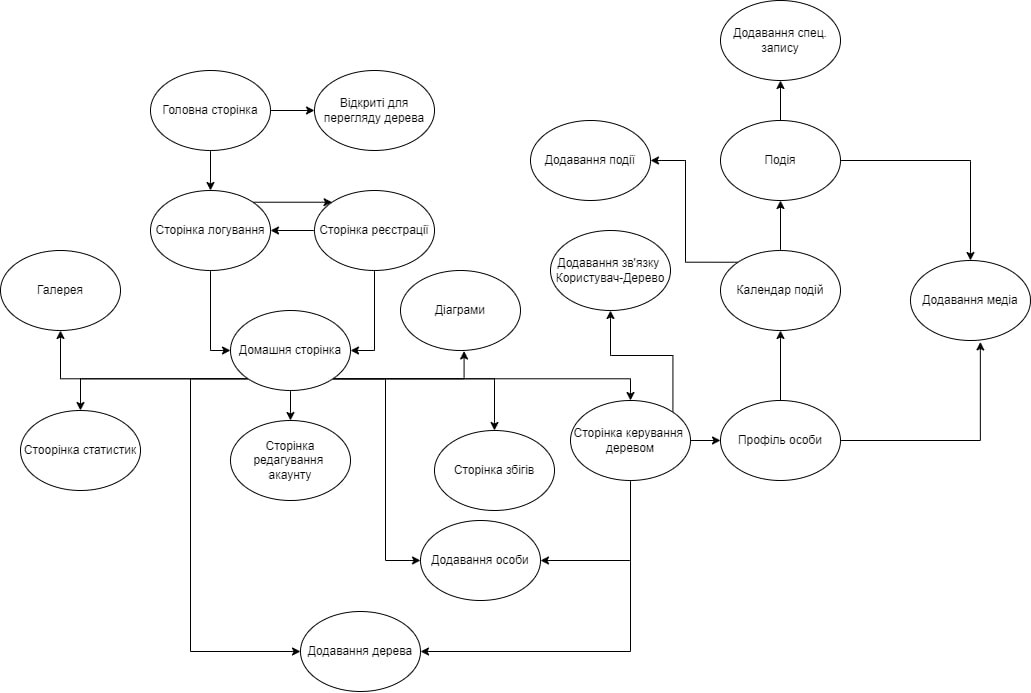 Додавання спец.
запису
Головна сторінка
Відкриті для
перегляду дерева
Додавання події
Подія
Сторінка логування
Сторінка реєстрації
Додавання зв'язку
Користувач-Дерево
Галерея
Календар подій
Додавання медіа
Діаграми
Домашня сторінка
Сторінка керування
деревом
Профіль особи
Стоорінка статистик
Сторінка
редагування
акаунту
Сторінка збігів
Додавання особи
Додавання дерева